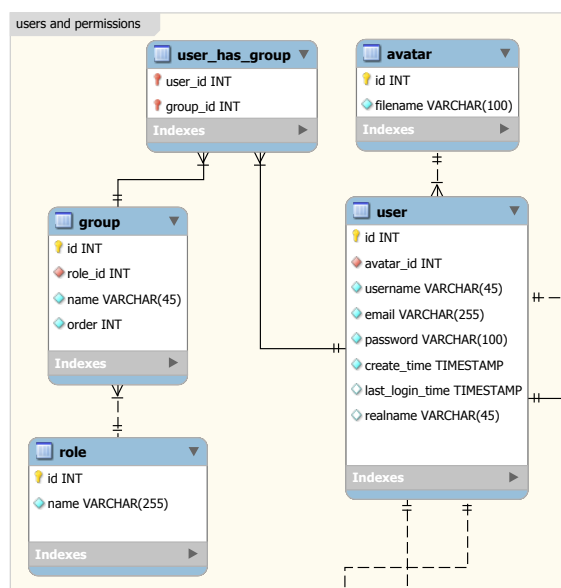 users and permissions
user_has_group
user_id INT
group_id INT
Indexes
avatar
id INT
filename VARCHAR(100)
Indexes
group
id INT
role_id INT
name VARCHAR(45)
order INT
Indexes
user
id INT
avatar_id INT
username VARCHAR(45)
email VARCHAR(255)
password VARCHAR(100)
create_time TIMESTAMP
last_login_time TIMESTAMP
realname VARCHAR(45)
Indexes
role
id INT
name VARCHAR(255)
Indexes